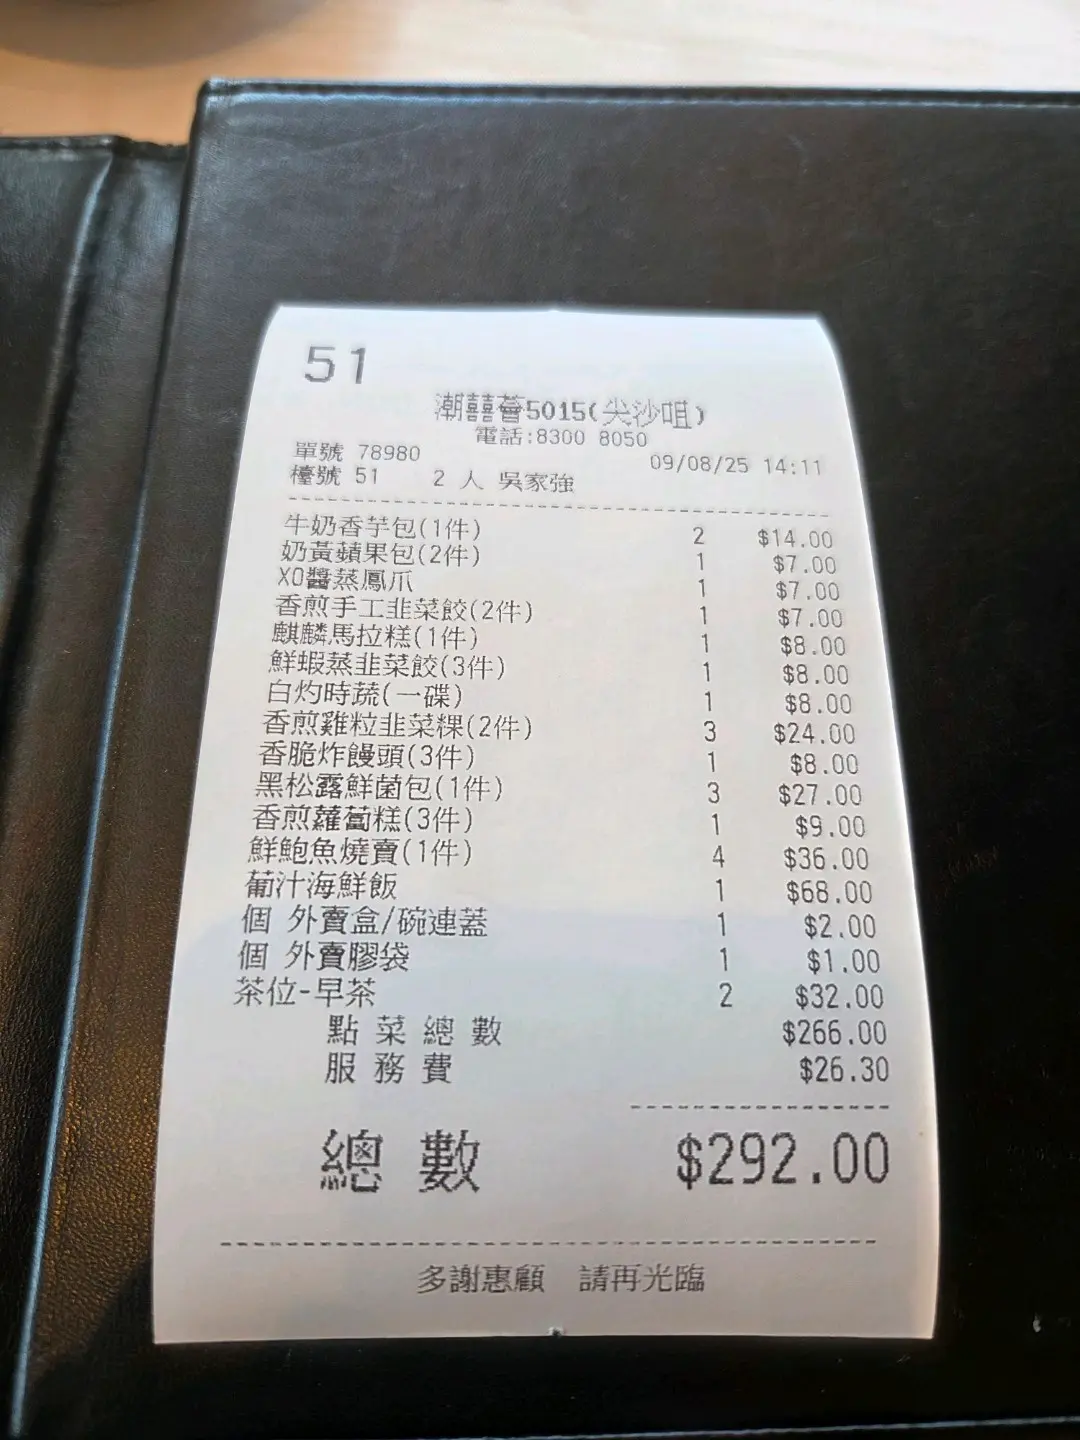 51
潮囍薈5015(尖沙咀)
電話:8300 8050
單號 78980 09/08/25 14:11
檯號 51 2 人 吳家強
牛奶香芋包(1件) 2 $14.00
奶黃蘋果包(2件) 1 $7.00
XO醬蒸鳳爪 1 $7.00
香煎手工韭菜餃(2件) 1 $7.00
麒麟馬拉糕(1件) 1 $8.00
鮮蝦蒸韭菜餃(3件) 1 $8.00
白灼時蔬(一碟) 1 $8.00
香煎雞粒韭菜粿(2件) 3 $24.00
香脆炸饅頭(3件) 1 $8.00
黑松露鮮菌包(1件) 3 $27.00
香煎蘿蔔糕(3件) 1 $9.00
鮮鮑魚燒賣(1件) 4 $36.00
葡汁海鮮飯 1 $68.00
個 外賣盒/碗連蓋 1 $2.00
個 外賣膠袋 1 $1.00
茶位-早茶 2 $32.00
點菜總數 $266.00
服務費 $26.30
總數 $292.00
多謝惠顧 請再光臨